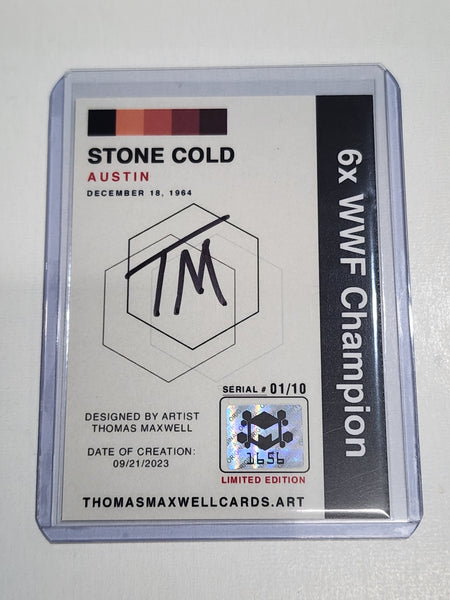 STONE COLD
AUSTIN
DECEMBER 18, 1964
6x WWF Champion
TM
SERIAL # 01/10
DESIGNED BY ARTIST
THOMAS MAXWELL
DATE OF CREATION:
09/21/2023
1656
LIMITED EDITION
THOMASMAXWELLCARDS.ART